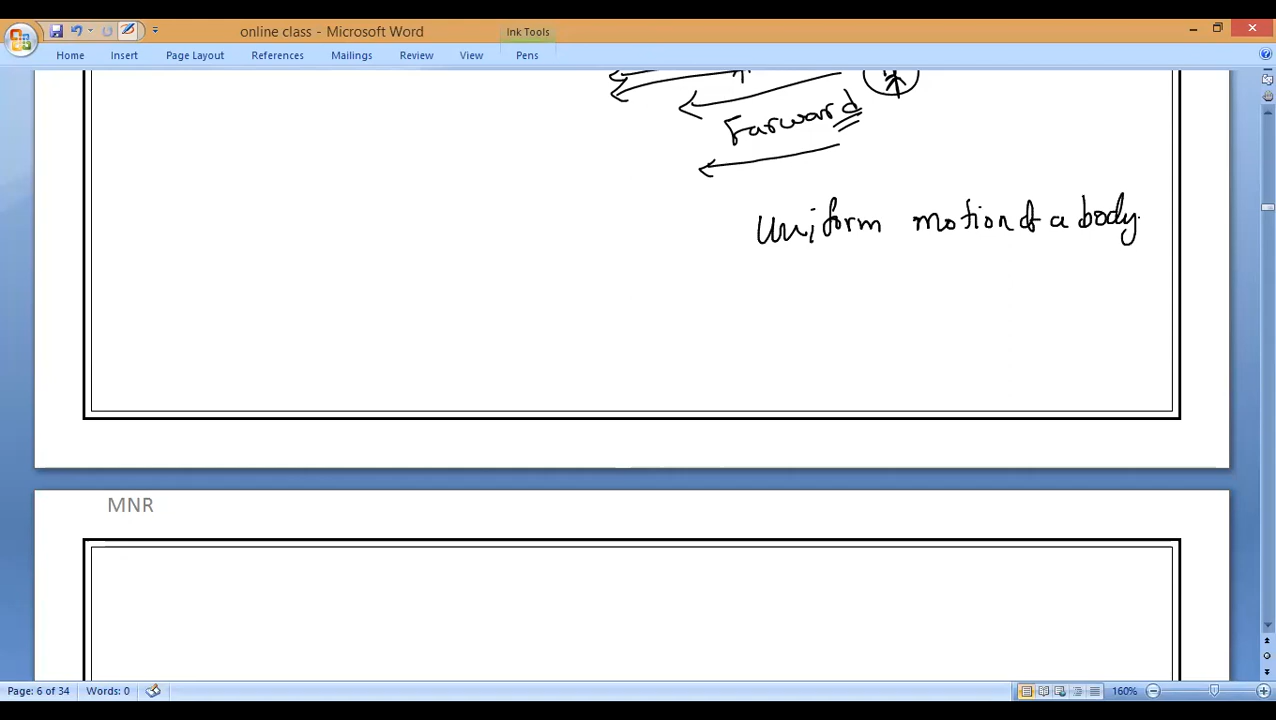 online class - Microsoft Word
Ink Tools
Home Insert Page Layout References Mailings Review View Pens
Farward
uniform motion of a body.
MNR
Page: 6 of 34 Words: 0 160%